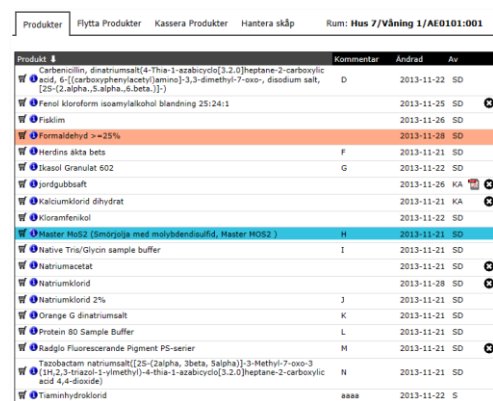 Produkter Flytta Produkter Kassera Produkter Hantera skåp Rum: Hus 7/Våning 1/AE0101:001
Produkt Kommentar Ändrad Av
Carbenicillin, dinatriumsalt(4-Thia-1-azabicyclo[3.2.0]heptane-2-carboxylic
acid, 6-[(carboxyphenylacetyl)amino]-3,3-dimethyl-7-oxo-, disodium salt, D 2013-11-22 SD
[2S-(2.alpha.,5.alpha.,6.beta.)]-)
Fenol kloroform isoamylalkohol blandning 25:24:1 2013-11-25 SD
Fisklim 2013-11-26 SD
Formaldehyd >=25% 2013-11-28 SD
Herdins äkta bets F 2013-11-21 SD
Ikasol Granulat 602 G 2013-11-22 SD
jordgubbsaft 2013-11-26 KA
Kalciumklorid dihydrat 2013-11-21 KA
Kloramfenikol 2013-11-22 SD
Master MoS2 (Smörjolja med molybdendisulfid, Master MOS2 ) H 2013-11-21 SD
Native Tris/Glycin sample buffer I 2013-11-21 SD
Natriumacetat 2013-11-21 SD
Natriumklorid 2013-11-28 SD
Natriumklorid 2% J 2013-11-21 SD
Orange G dinatriumsalt K 2013-11-21 SD
Protein 80 Sample Buffer L 2013-11-21 SD
Radglo Fluorescerande Pigment PS-serier M 2013-11-21 SD
Tazobactam natriumsalt([2S-(2alpha, 3beta, 5alpha)]-3-Methyl-7-oxo-3
(1H,2,3-triazol-1-ylmethyl)-4-thia-1-azabicyclo[3.2.0]heptane-2-carboxylic N 2013-11-21 SD
acid 4,4-dioxide)
Tiaminhydroklorid aaaa 2013-11-22 S